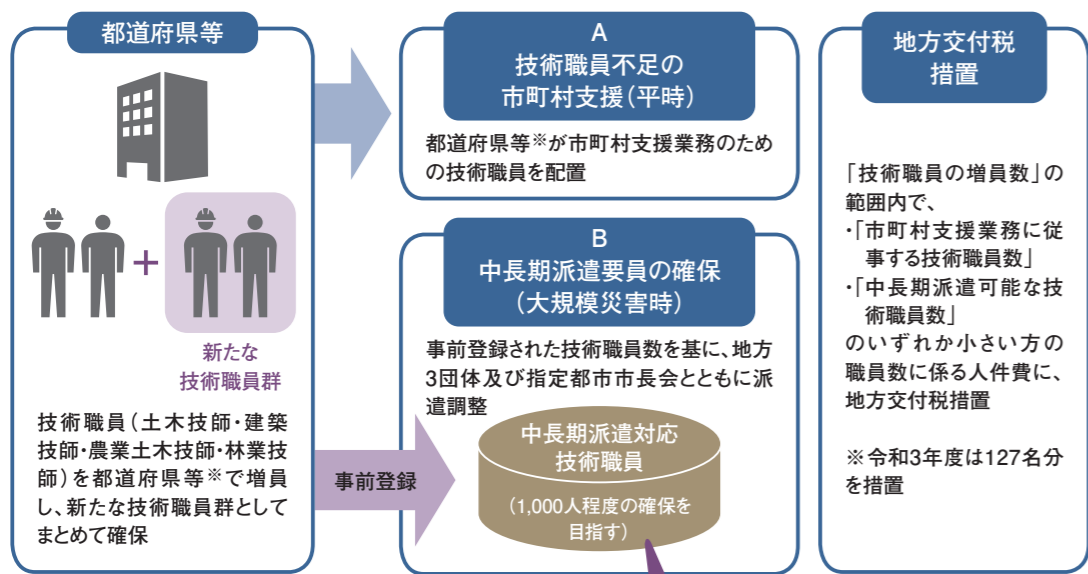 都道府県等
+
新たな
技術職員群
技術職員（土木技師・建築
技師・農業土木技師・林業技
師）を都道府県等※で増員
し、新たな技術職員群として
まとめて確保
A
技術職員不足の
市町村支援（平時）
都道府県等※が市町村支援業務のため
の技術職員を配置
事前登録
B
中長期派遣要員の確保
（大規模災害時）
事前登録された技術職員数を基に、地方
3団体及び指定都市市長会とともに派
遣調整
中長期派遣対応
技術職員
（1,000人程度の確保を
目指す）
地方交付税
措置
「技術職員の増員数」の
範囲内で、
・「市町村支援業務に従
事する技術職員数」
・「中長期派遣可能な技
術職員数」
のいずれか小さい方の
職員数に係る人件費に、
地方交付税措置
※令和3年度は127名分
を措置